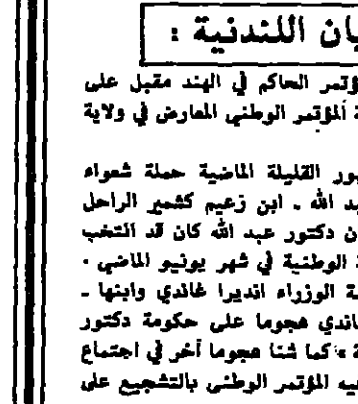 ان اللندنية :
ؤتمر الحاكم في الهند مقبل على
ة المؤتمر الوطني المعارض في ولاية
ور القليلة الماضية حملة شعواء
بد الله ـ ابن زعيم كشمير الراحل
ن دكتور عبد الله كان قد انتخب
ة الوطنية في شهر يونيو الماضي .
ة الوزراء انديرا غاندي وابنها ـ
اندي هجوما على حكومة دكتور
ة » كما شنا هجوما آخر في اجتماع
يه المؤتمر الوطني بالتشجيع على